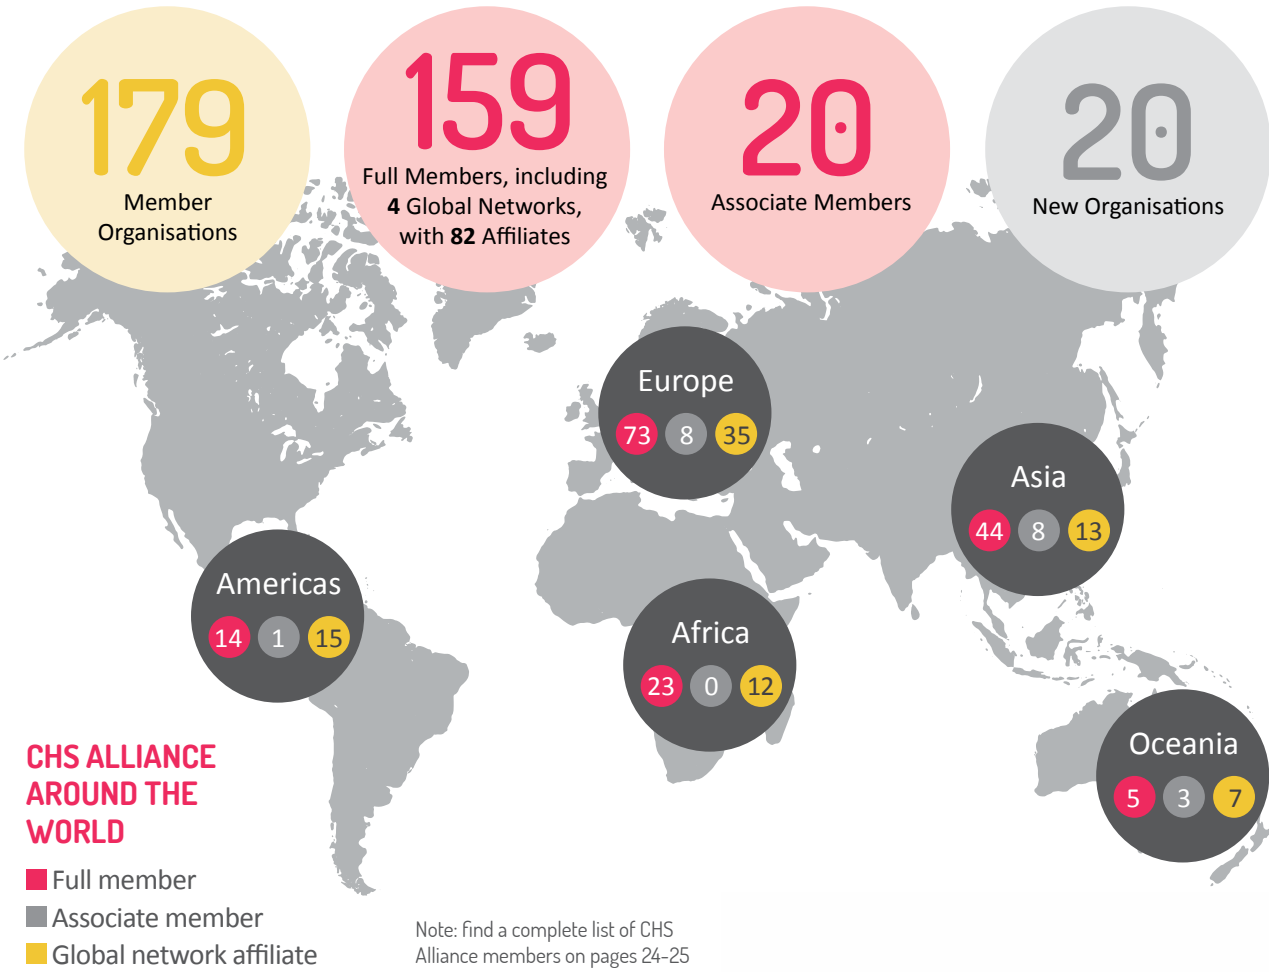 179
Member
Organisations
159
Full Members, including
4 Global Networks,
with 82 Affiliates
20
Associate Members
20
New Organisations
Europe
73 8 35
Asia
44 8 13
Americas
14 1 15
Africa
23 0 12
Oceania
5 3 7
CHS ALLIANCE
AROUND THE
WORLD
Full member
Associate member
Global network affiliate
Note: find a complete list of CHS
Alliance members on pages 24-25